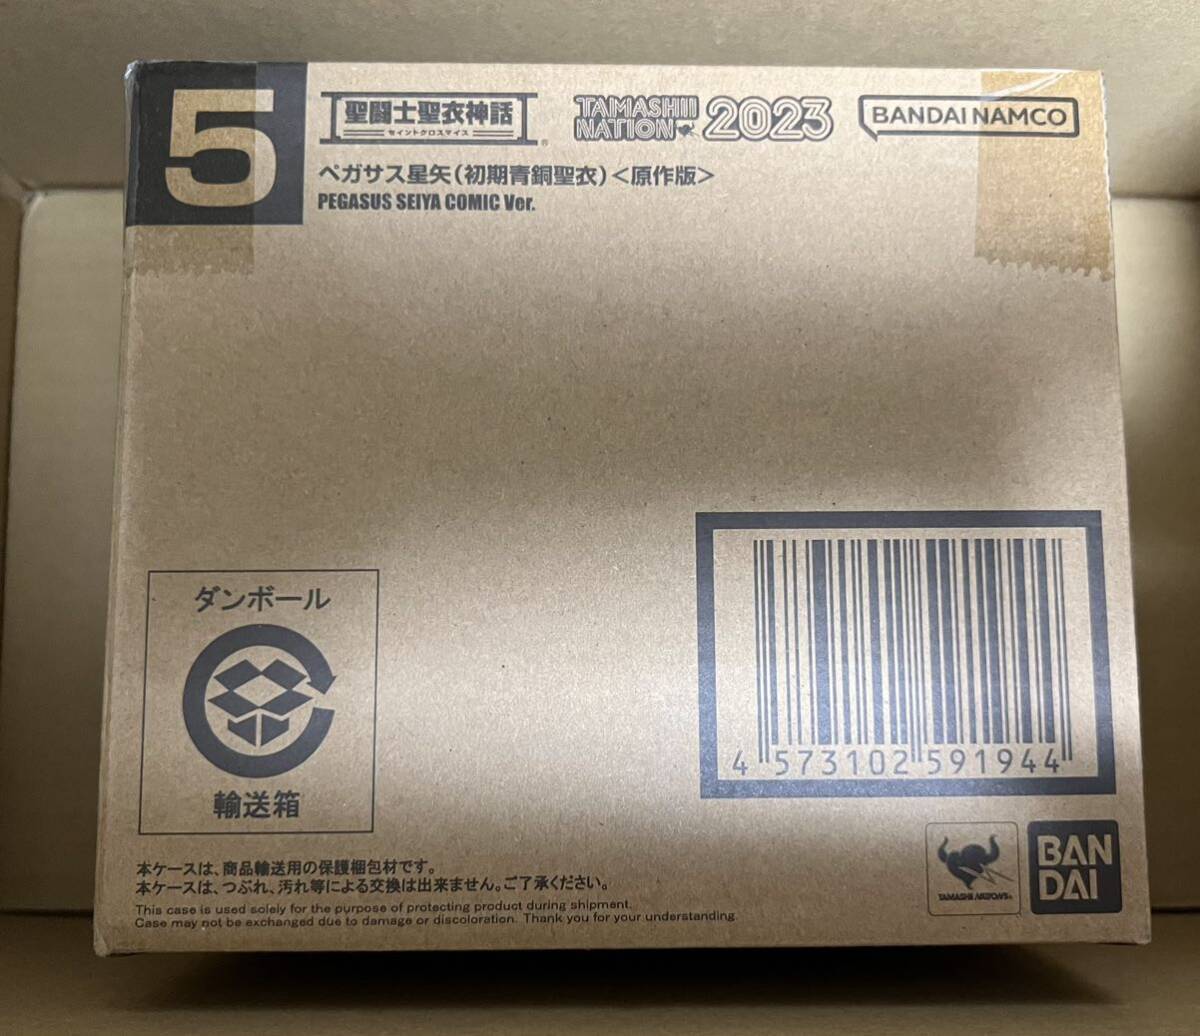 5
聖闘士聖衣神話
セイントクロスマイス
®
TAMASHII
NATION 2023
BANDAI NAMCO
ペガサス星矢(初期青銅聖衣)<原作版>
PEGASUS SEIYA COMIC Ver.
ダンボール
輸送箱
4 573102 591944
本ケースは、商品輸送用の保護梱包材です。
本ケースは、つぶれ、汚れ等による交換は出来ません。ご了承ください。
This case is used solely for the purpose of protecting product during shipment.
Case may not be exchanged due to damage or discoloration. Thank you for your understanding.
TAMASHII NATIONS
BAN
DAI